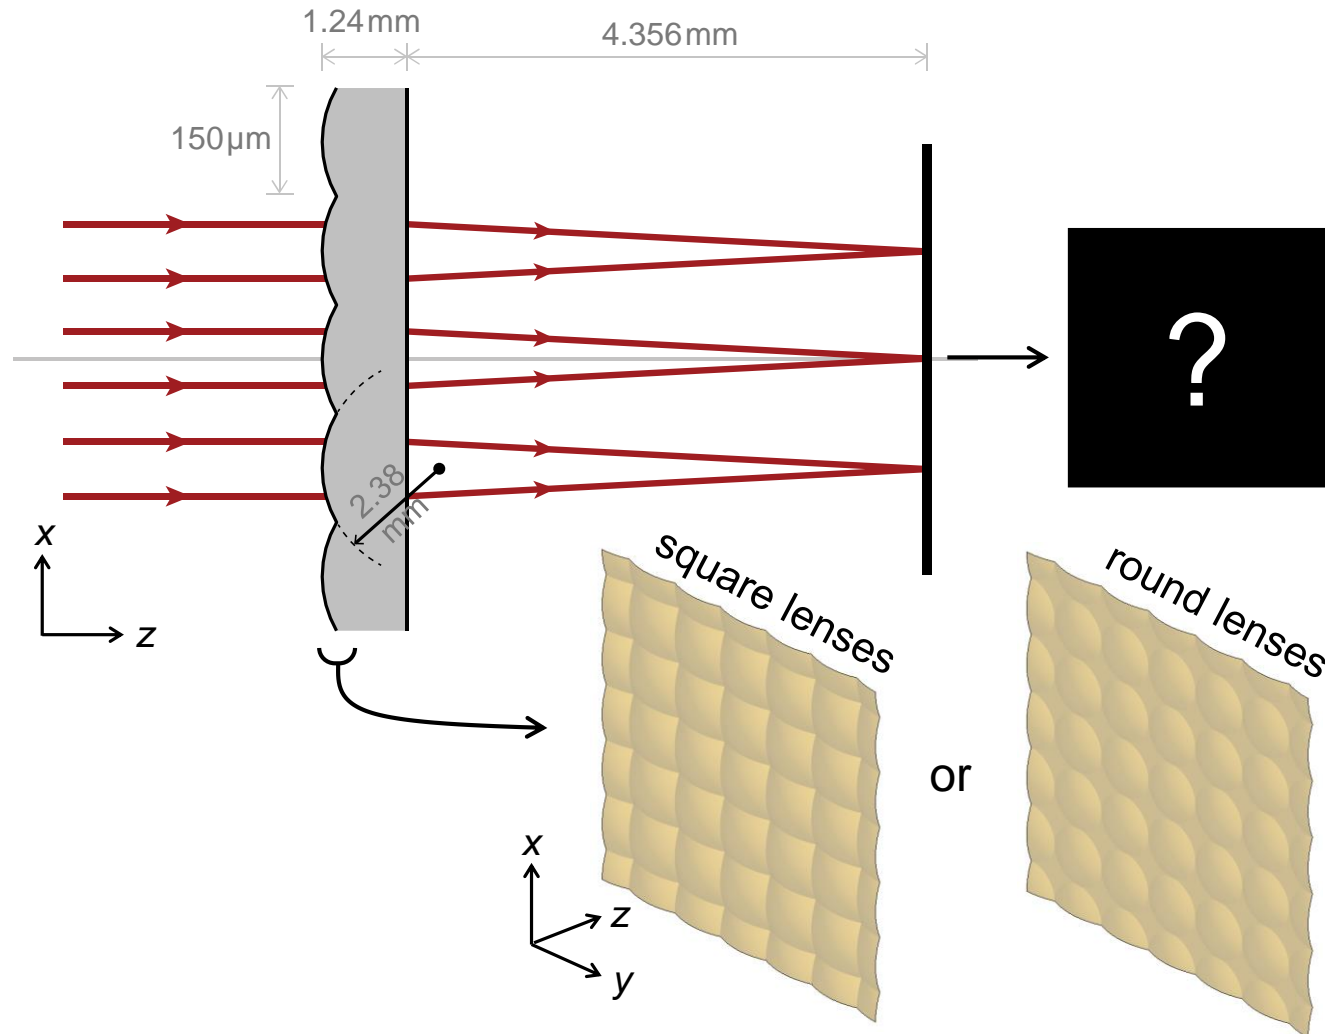 1.24mm
4.356mm
150µm
?
2.38
mm
x
z
square lenses
round lenses
or
x
z
y